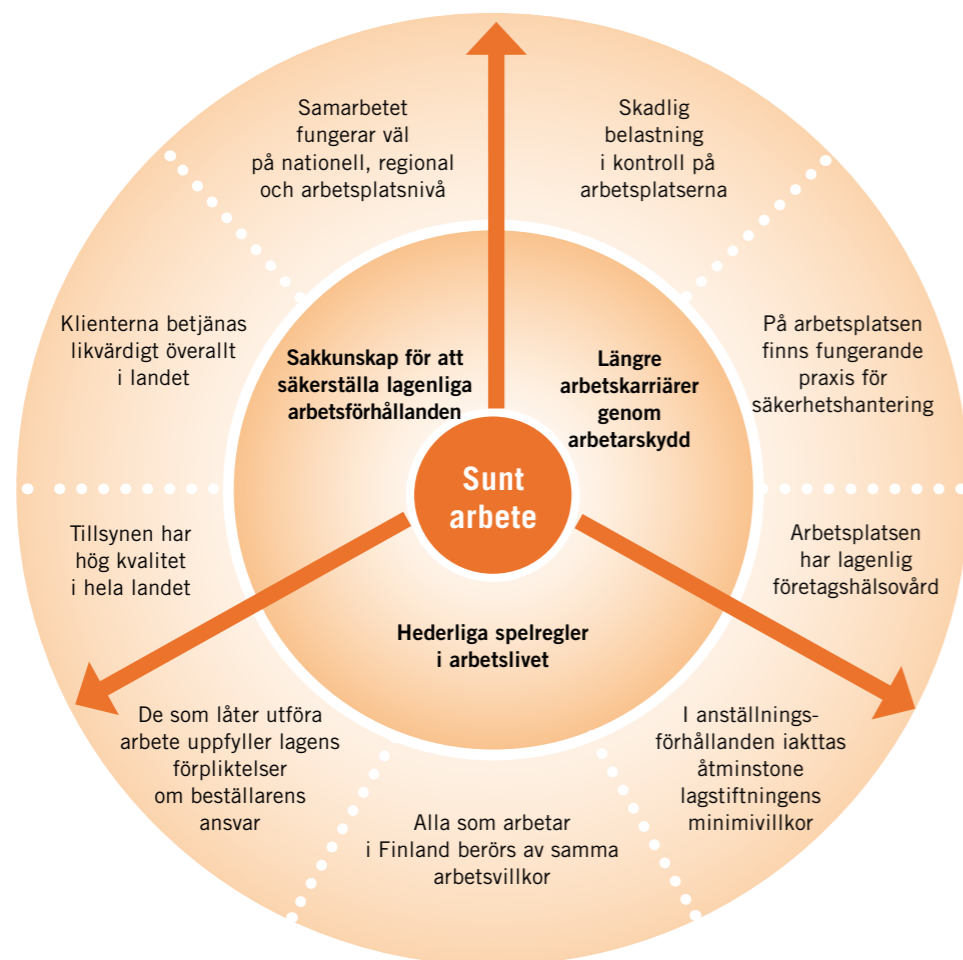 Samarbetet
fungerar väl
på nationell, regional
och arbetsplatsnivå
Skadlig
belastning
i kontroll på
arbetsplatserna
Klienterna betjänas
likvärdigt överallt
i landet
Sakkunskap för att
säkerställa lagenliga
arbetsförhållanden
Längre
arbetskarriärer
genom
arbetarskydd
På arbetsplatsen
finns fungerande
praxis för
säkerhetshantering
Sunt
arbete
Tillsynen har
hög kvalitet
i hela landet
Arbetsplatsen
har lagenlig
företagshälsovård
Hederliga spelregler
i arbetslivet
De som låter utföra
arbete uppfyller lagens
förpliktelser
om beställarens
ansvar
Alla som arbetar
i Finland berörs av samma
arbetsvillkor
I anställnings-
förhållanden iakttas
åtminstone
lagstiftningens
minimivillkor